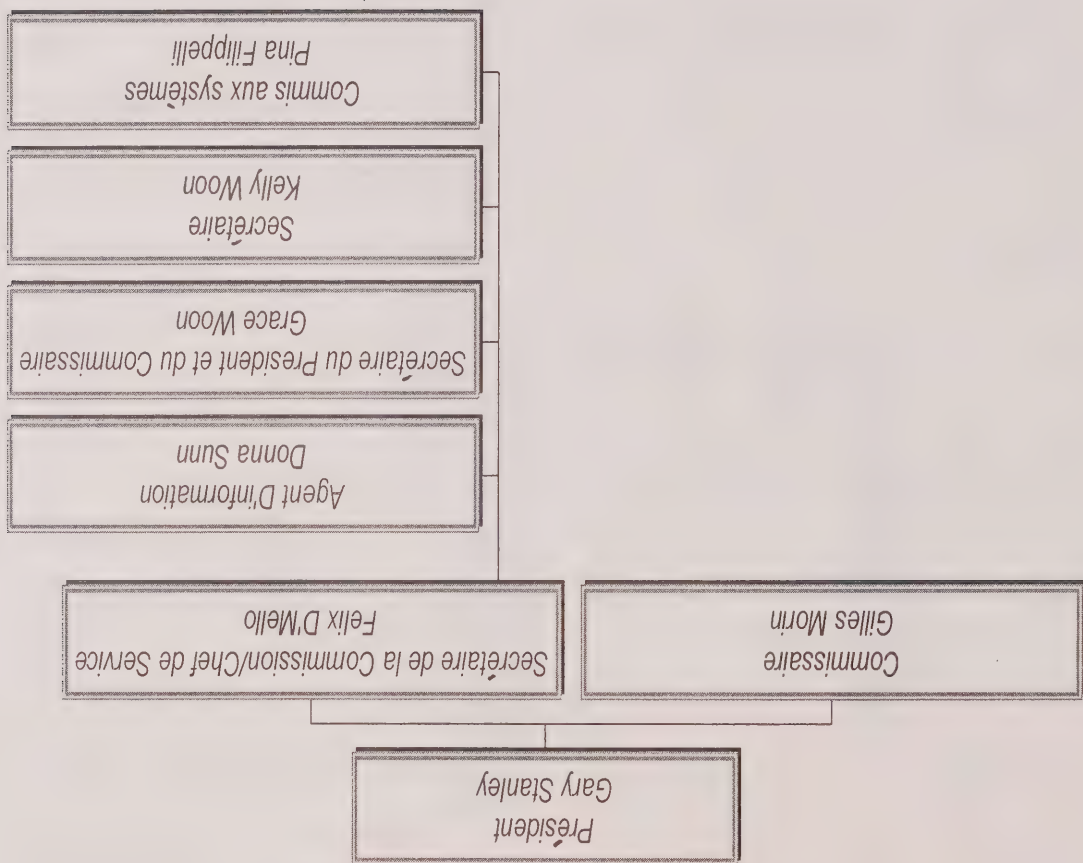 Président
Gary Stanley
Secrétaire de la Commission/Chef de Service
Felix D'Mello
Commissaire
Gilles Morin
Agent D'information
Donna Sunn
Secrétaire du President et du Commissaire
Grace Woon
Secrétaire
Kelly Woon
Commis aux systèmes
Pina Filippelli